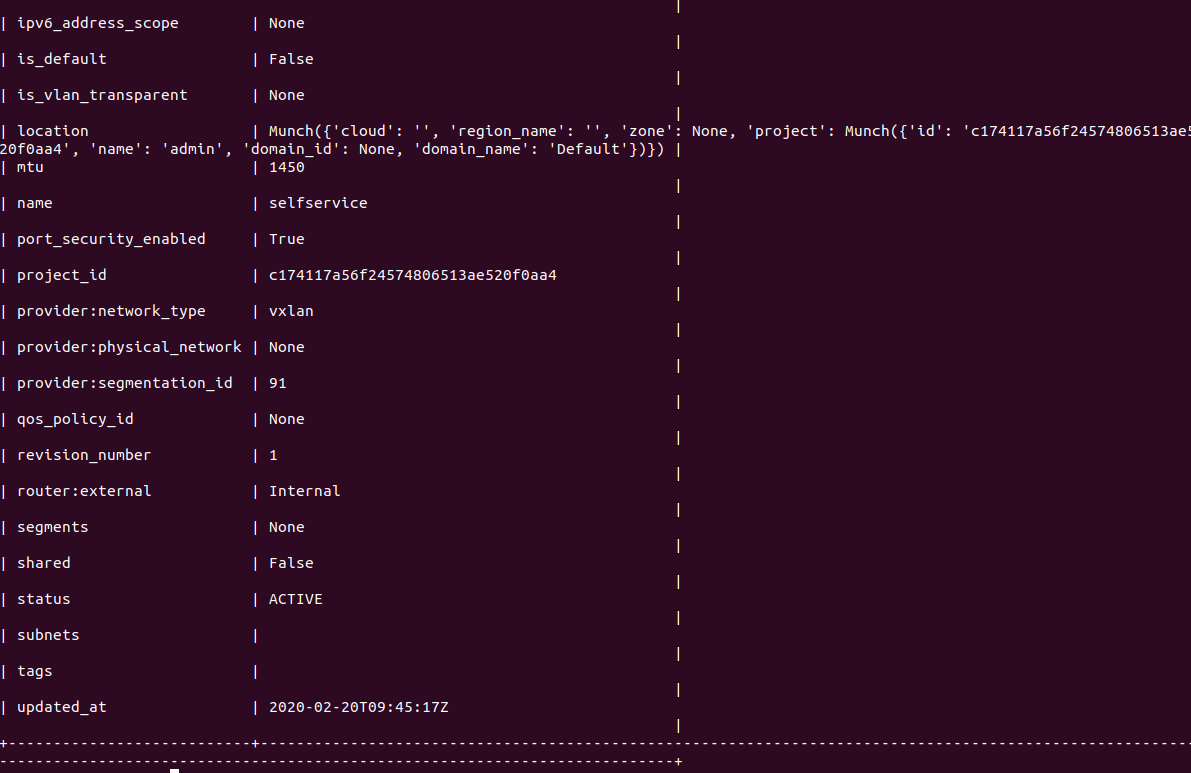 |
| ipv6_address_scope | None
|
| is_default | False
|
| is_vlan_transparent | None
|
| location | Munch({'cloud': '', 'region_name': '', 'zone': None, 'project': Munch({'id': 'c174117a56f24574806513ae5
20f0aa4', 'name': 'admin', 'domain_id': None, 'domain_name': 'Default'})}) |
| mtu | 1450
|
| name | selfservice
|
| port_security_enabled | True
|
| project_id | c174117a56f24574806513ae520f0aa4
|
| provider:network_type | vxlan
|
| provider:physical_network | None
|
| provider:segmentation_id | 91
|
| qos_policy_id | None
|
| revision_number | 1
|
| router:external | Internal
|
| segments | None
|
| shared | False
|
| status | ACTIVE
|
| subnets |
|
| tags |
|
| updated_at | 2020-02-20T09:45:17Z
|
+---------------------------+-------------------------------------------------------------------------------------------------------
---------------------------------------------------------------------------+